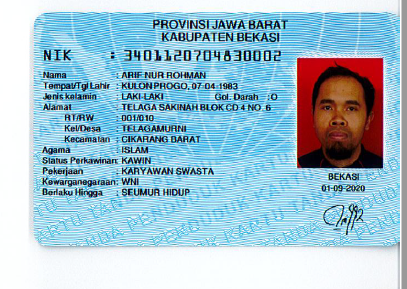 PROVINSI JAWA BARAT
KABUPATEN BEKASI
NIK : 3401120704830002
Nama : ARIF NUR ROHMAN
Tempat/Tgl Lahir : KULON PROGO, 07-04-1983
Jenis kelamin : LAKI-LAKI Gol. Darah : O
Alamat : TELAGA SAKINAH BLOK CD 4 NO. 6
RT/RW : 001/010
Kel/Desa : TELAGAMURNI
Kecamatan : CIKARANG BARAT
Agama : ISLAM
Status Perkawinan: KAWIN
Pekerjaan : KARYAWAN SWASTA
Kewarganegaraan: WNI
Berlaku Hingga : SEUMUR HIDUP
BEKASI
01-09-2020